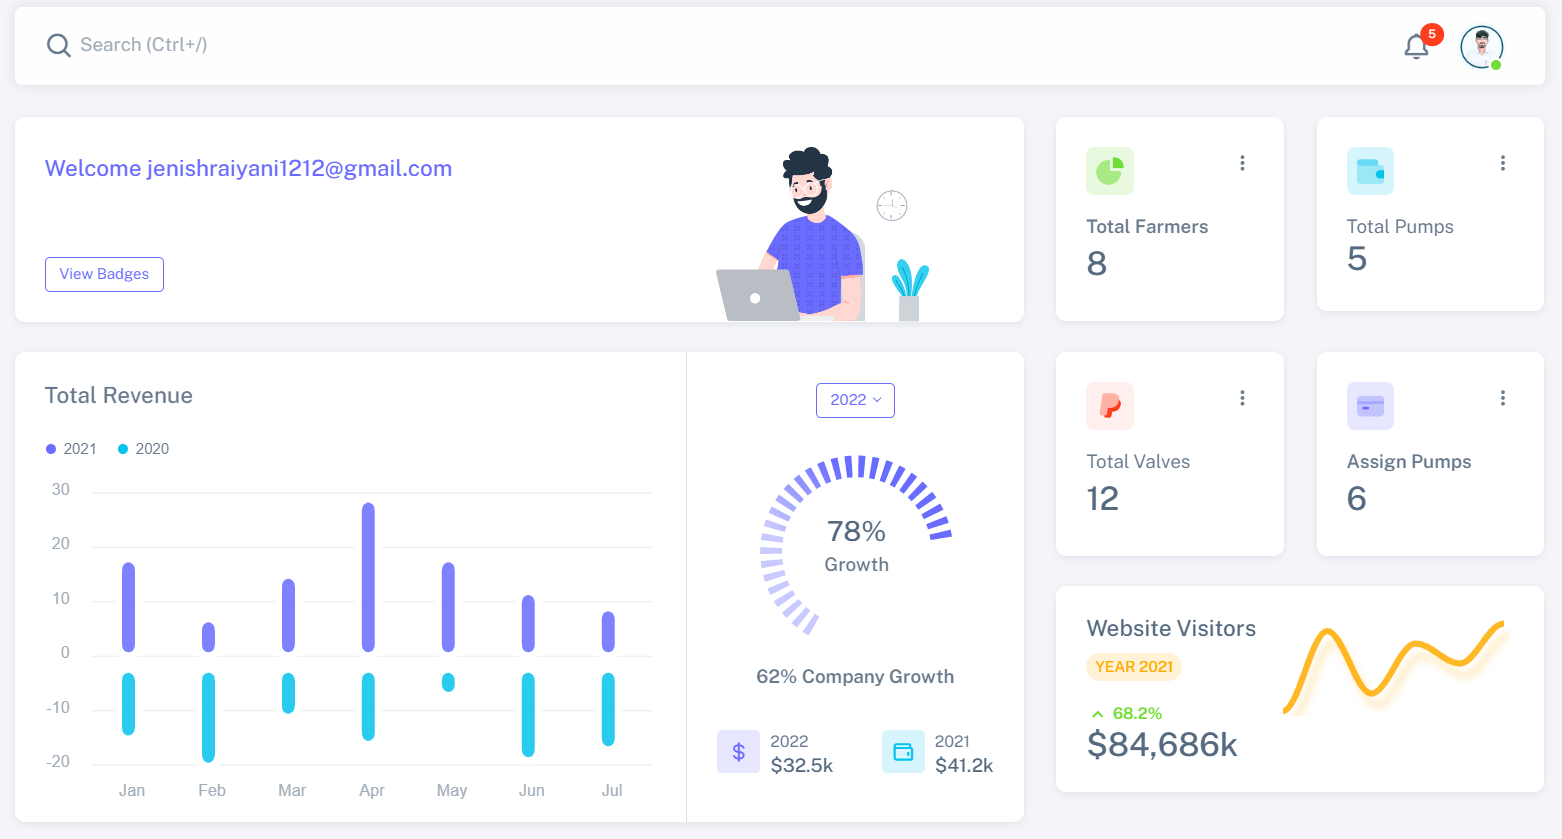 Search (Ctrl+/)
5
Welcome jenishraiyani1212@gmail.com
View Badges
Total Farmers
8
Total Pumps
5
Total Revenue
2021
2020
30
20
10
0
-10
-20
Jan Feb Mar Apr May Jun Jul
2022
78%
Growth
62% Company Growth
2022
$32.5k
2021
$41.2k
Total Valves
12
Assign Pumps
6
Website Visitors
YEAR 2021
68.2%
$84,686k